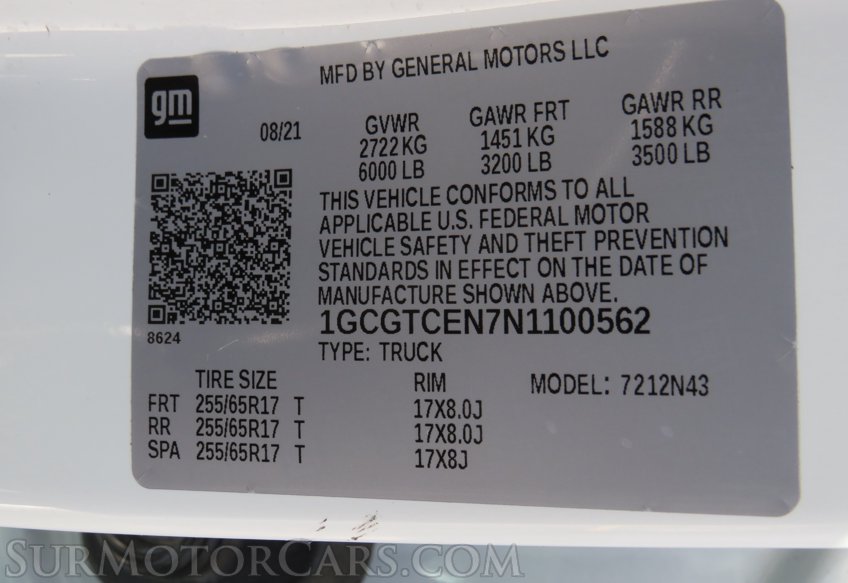 MFD BY GENERAL MOTORS LLC
gm
08/21
GVWR GAWR FRT GAWR RR
2722 KG 1451 KG 1588 KG
6000 LB 3200 LB 3500 LB
THIS VEHICLE CONFORMS TO ALL
APPLICABLE U.S. FEDERAL MOTOR
VEHICLE SAFETY AND THEFT PREVENTION
STANDARDS IN EFFECT ON THE DATE OF
MANUFACTURE SHOWN ABOVE.
8624
1GCGTCEN7N1100562
TYPE: TRUCK
TIRE SIZE RIM MODEL: 7212N43
FRT 255/65R17 T 17X8.0J
RR 255/65R17 T 17X8.0J
SPA 255/65R17 T 17X8J
SURMOTORCARS.COM